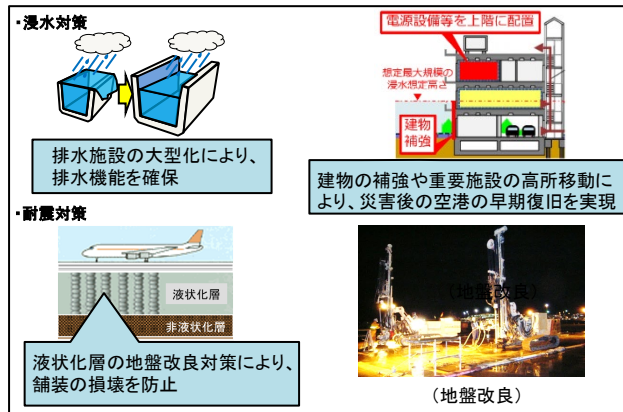 ・浸水対策
電源設備等を上階に配置
想定最大規模の
浸水想定高さ
建物
補強
排水施設の大型化により、
排水機能を確保
建物の補強や重要施設の高所移動に
より、災害後の空港の早期復旧を実現
・耐震対策
液状化層
非液状化層
液状化層の地盤改良対策により、
舗装の損壊を防止
(地盤改良)
(地盤改良)